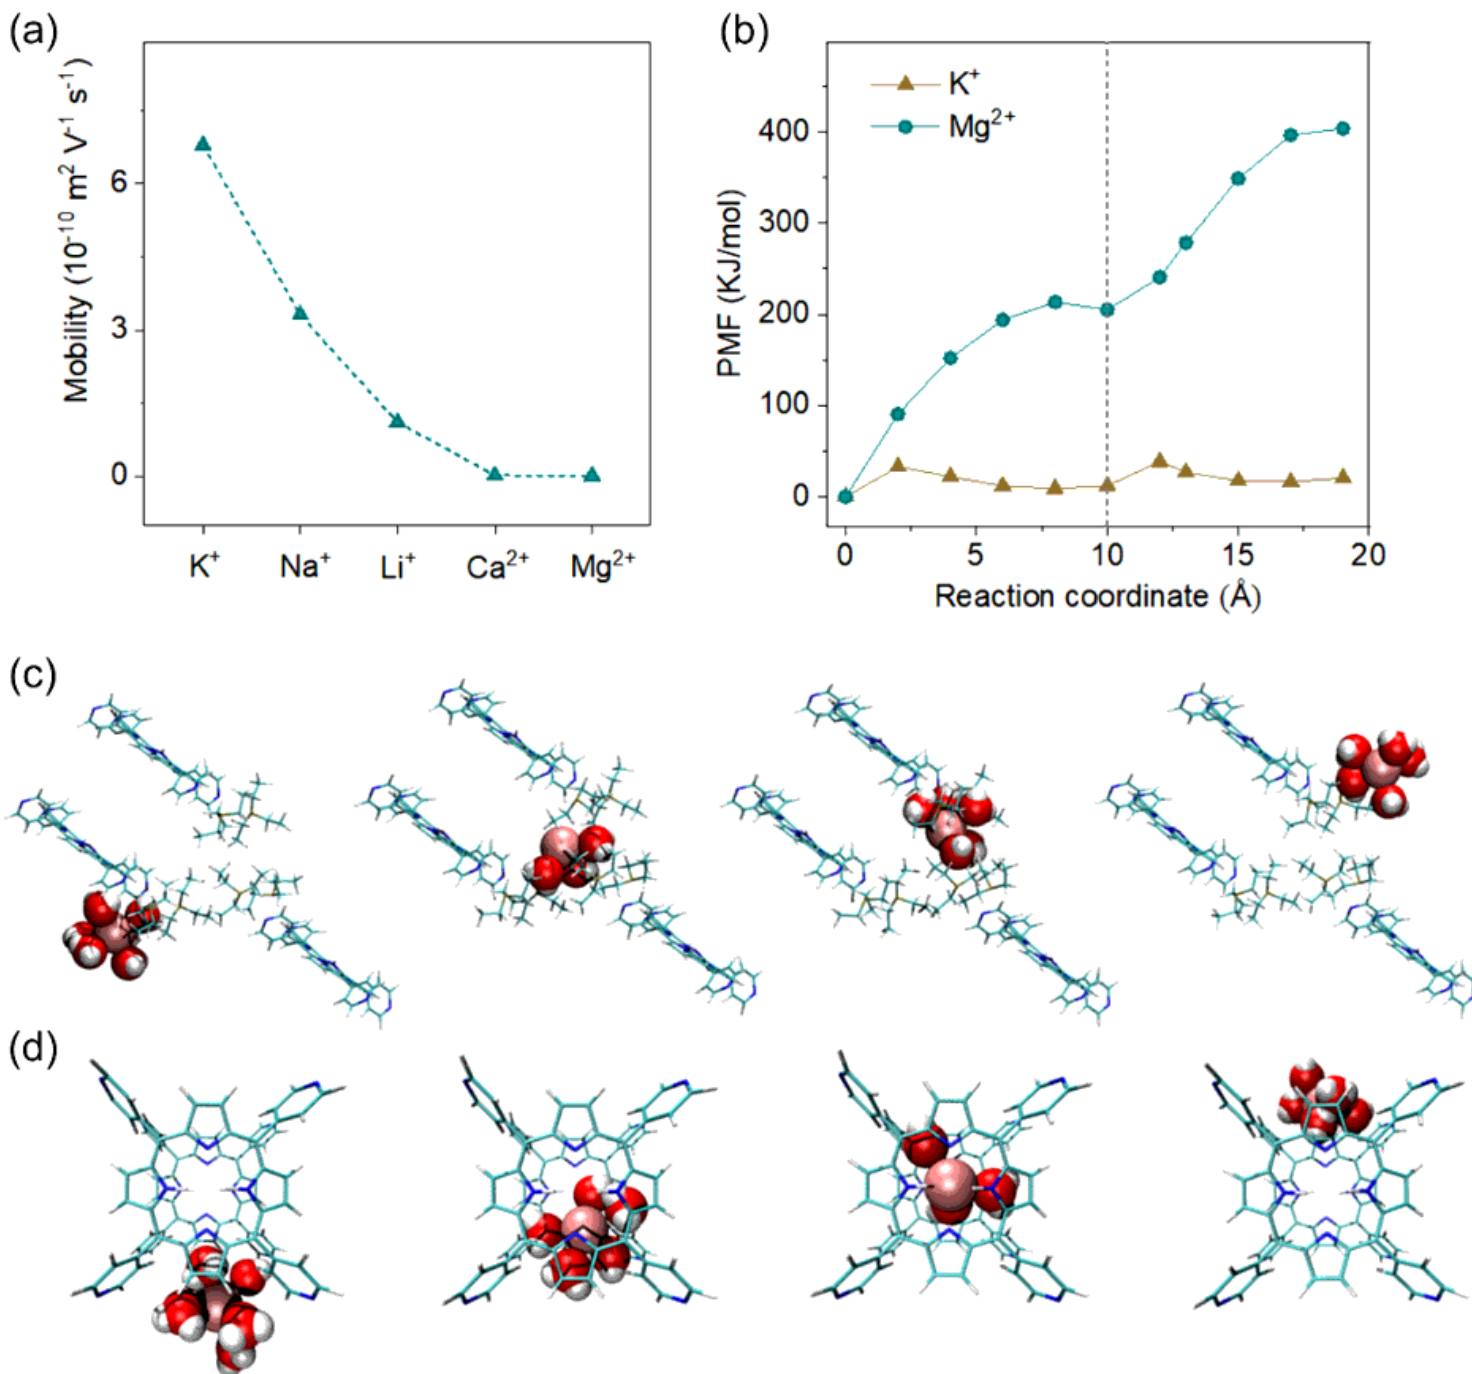 (a)
Mobility (10⁻¹⁰ m² V⁻¹ s⁻¹)
6
3
0
K⁺ Na⁺ Li⁺ Ca²⁺ Mg²⁺
(b)
K⁺
Mg²⁺
PMF (KJ/mol)
400
300
200
100
0
0 5 10 15 20
Reaction coordinate (Å)
(c)
(d)